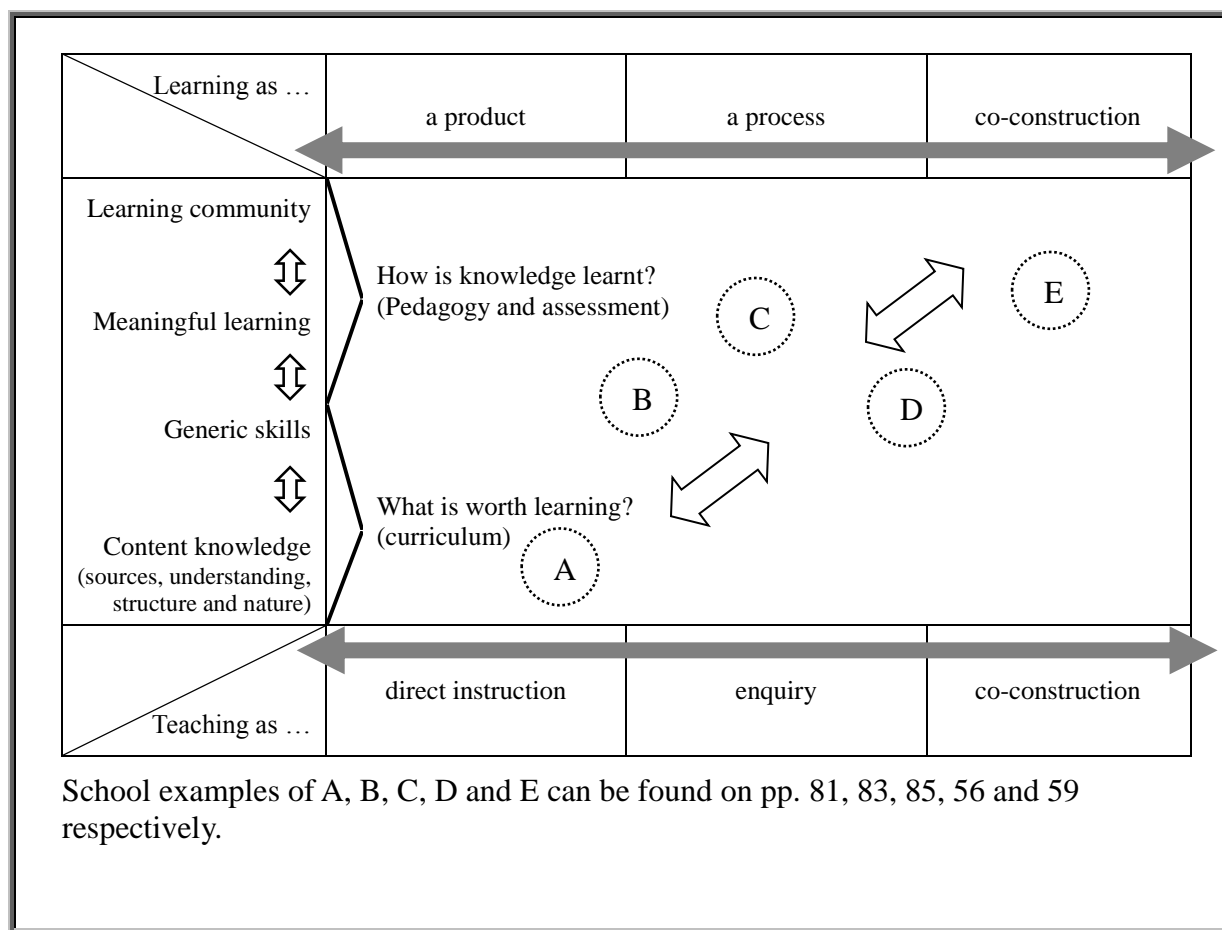 Learning as …
a product
a process
co-construction
Learning community
Meaningful learning
Generic skills
Content knowledge
(sources, understanding,
structure and nature)
How is knowledge learnt?
(Pedagogy and assessment)
What is worth learning?
(curriculum)
A
B
C
D
E
direct instruction
enquiry
co-construction
Teaching as …
School examples of A, B, C, D and E can be found on pp. 81, 83, 85, 56 and 59
respectively.